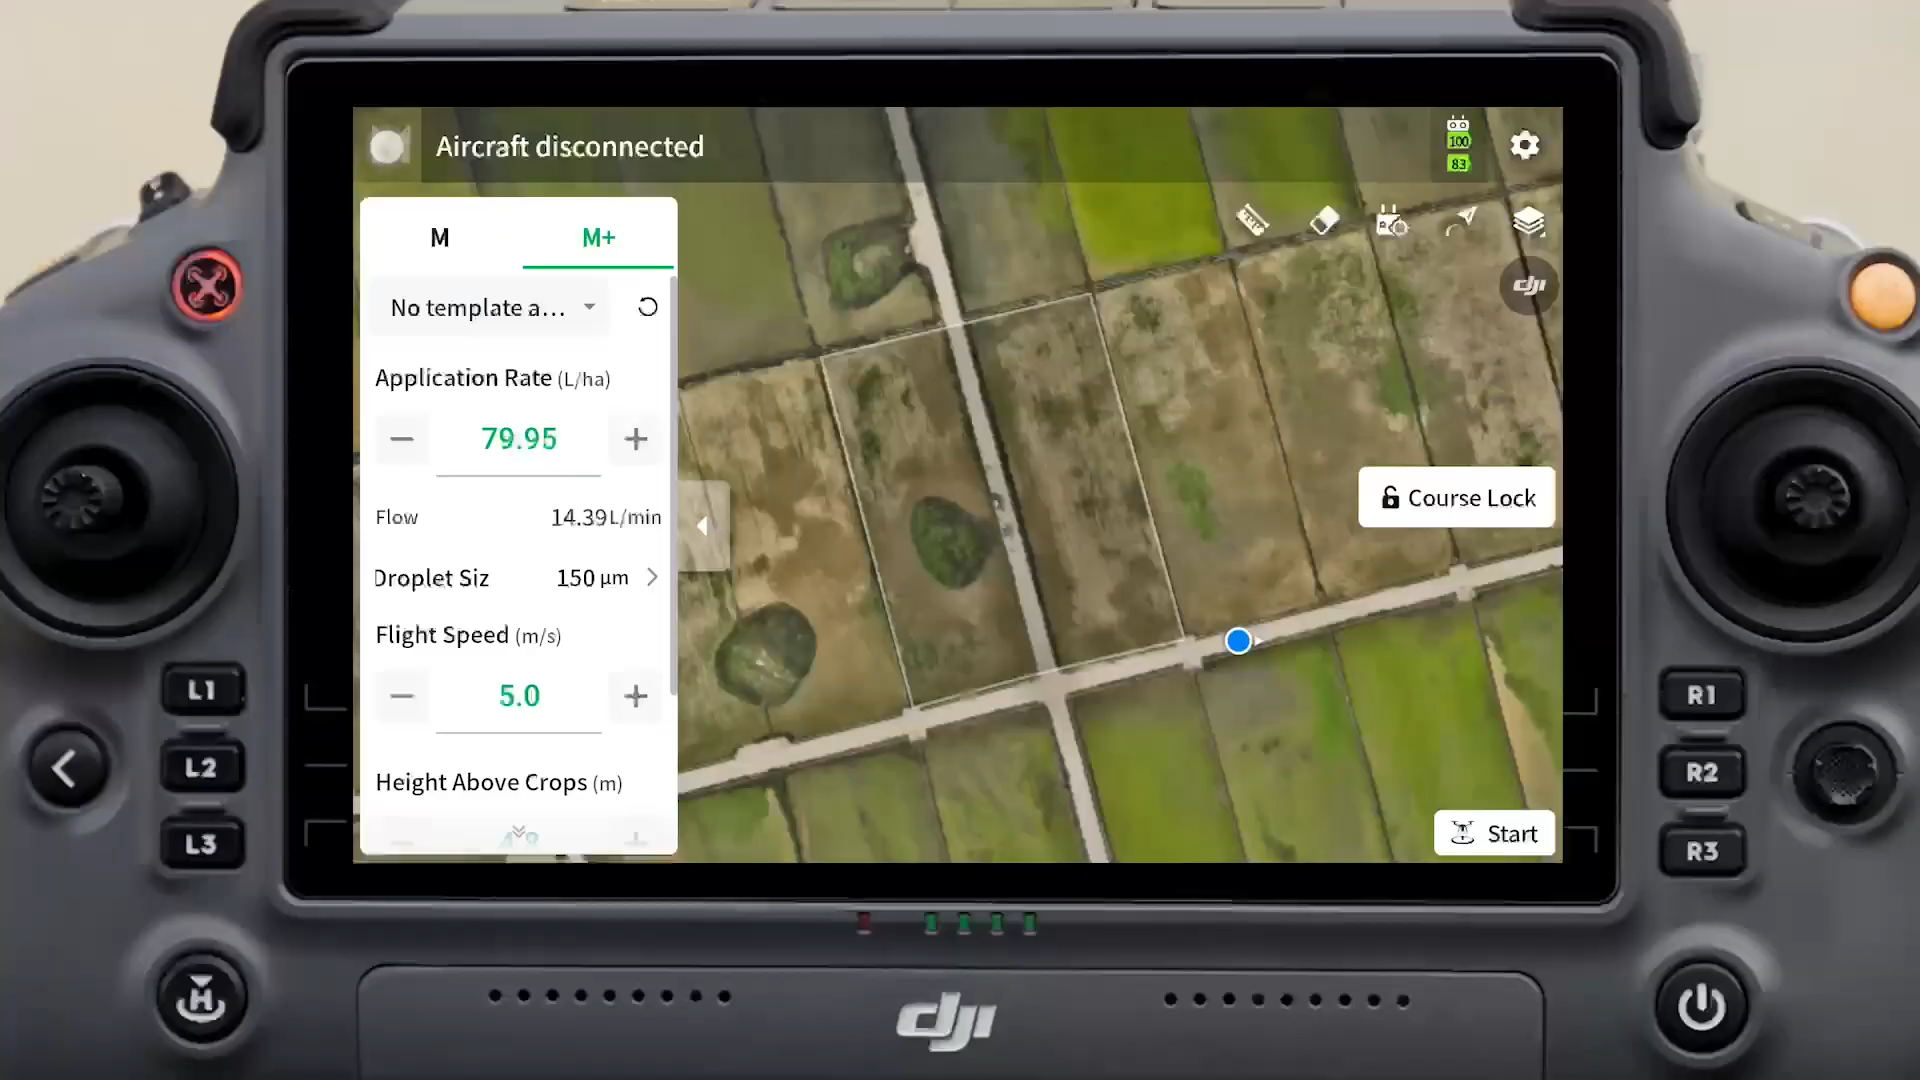 Aircraft disconnected
100
83
M M+
No template a...
Application Rate (L/ha)
79.95
Flow 14.39 L/min
Droplet Siz 150 μm
Flight Speed (m/s)
5.0
Height Above Crops (m)
dji
Course Lock
Start
L1
L2
L3
R1
R2
R3
H
dji